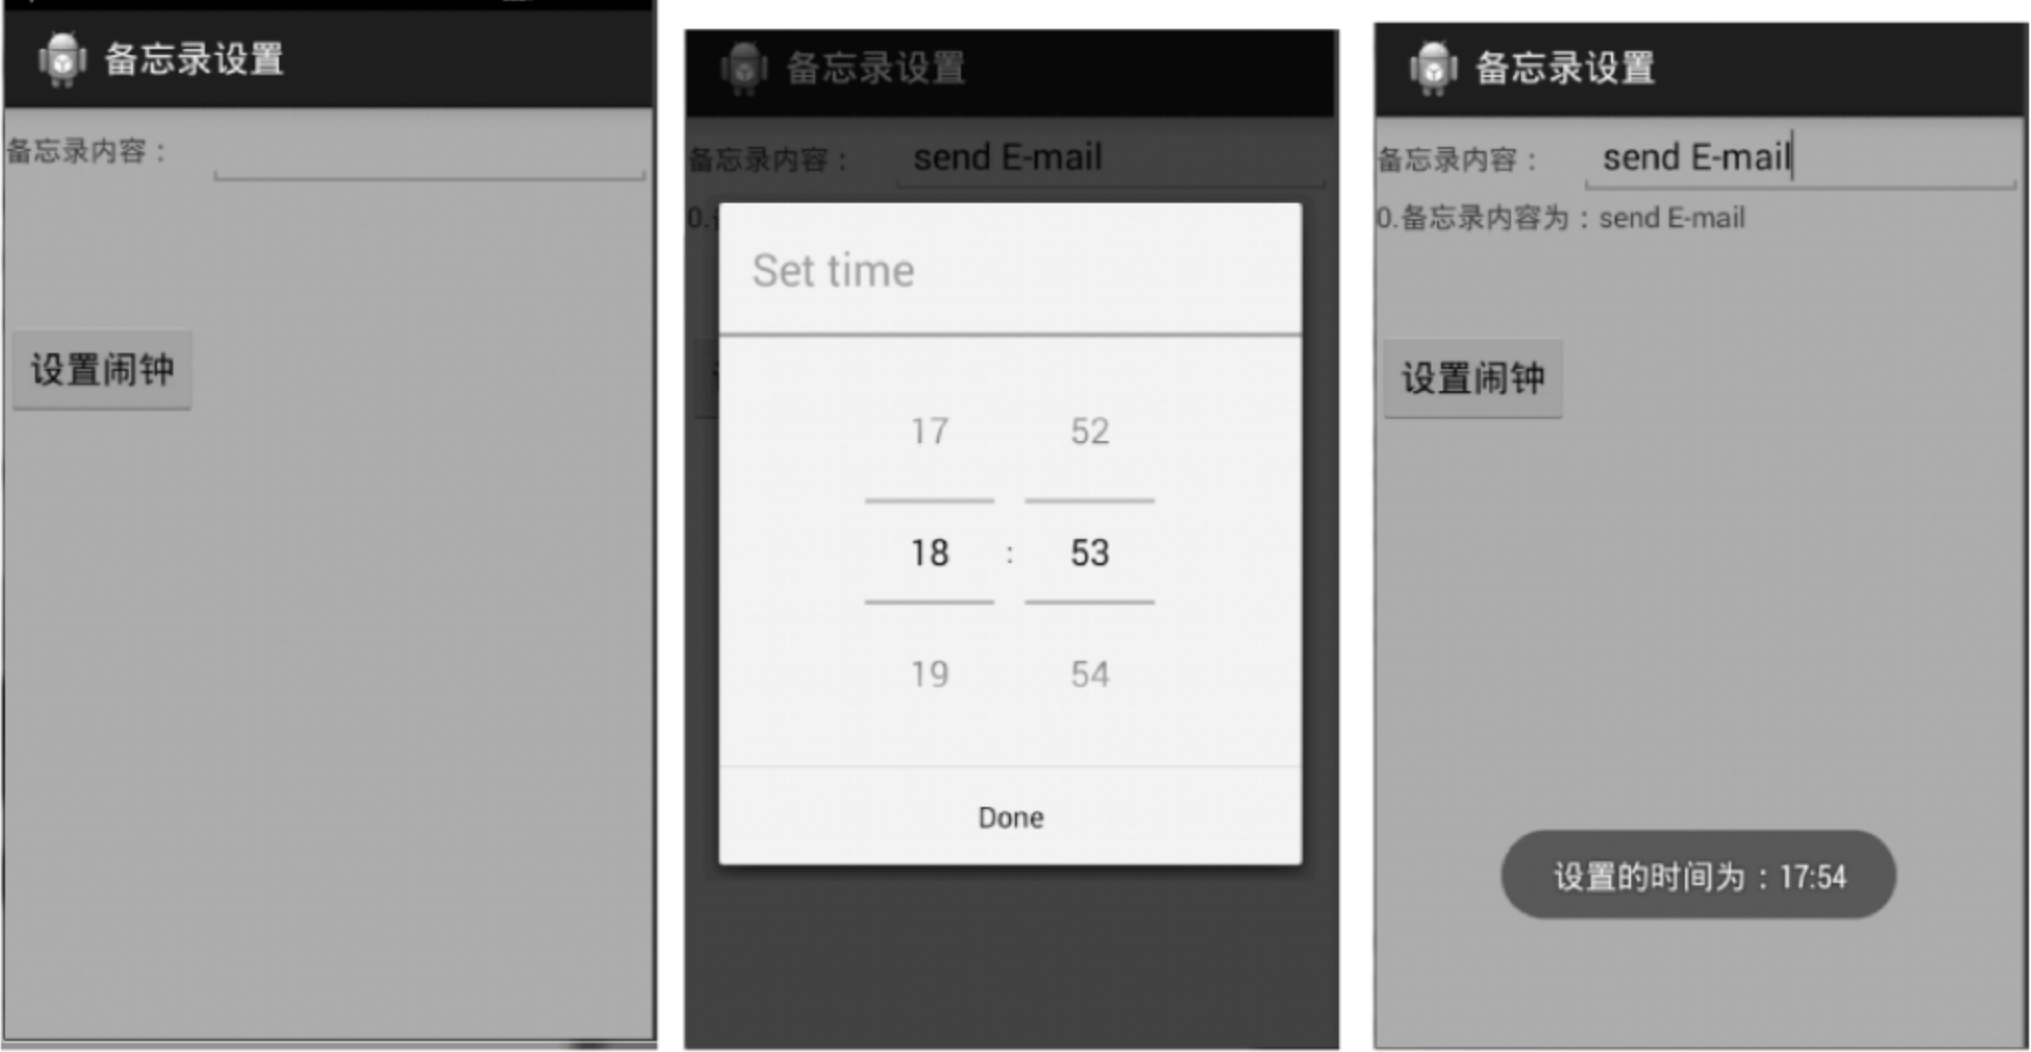 备忘录设置
备忘录内容：
设置闹钟
备忘录设置
备忘录内容：
send E-mail
0.
Set time
17
52
18 : 53
19
54
Done
备忘录设置
备忘录内容：
send E-mail
0.备忘录内容为：send E-mail
设置闹钟
设置的时间为：17:54